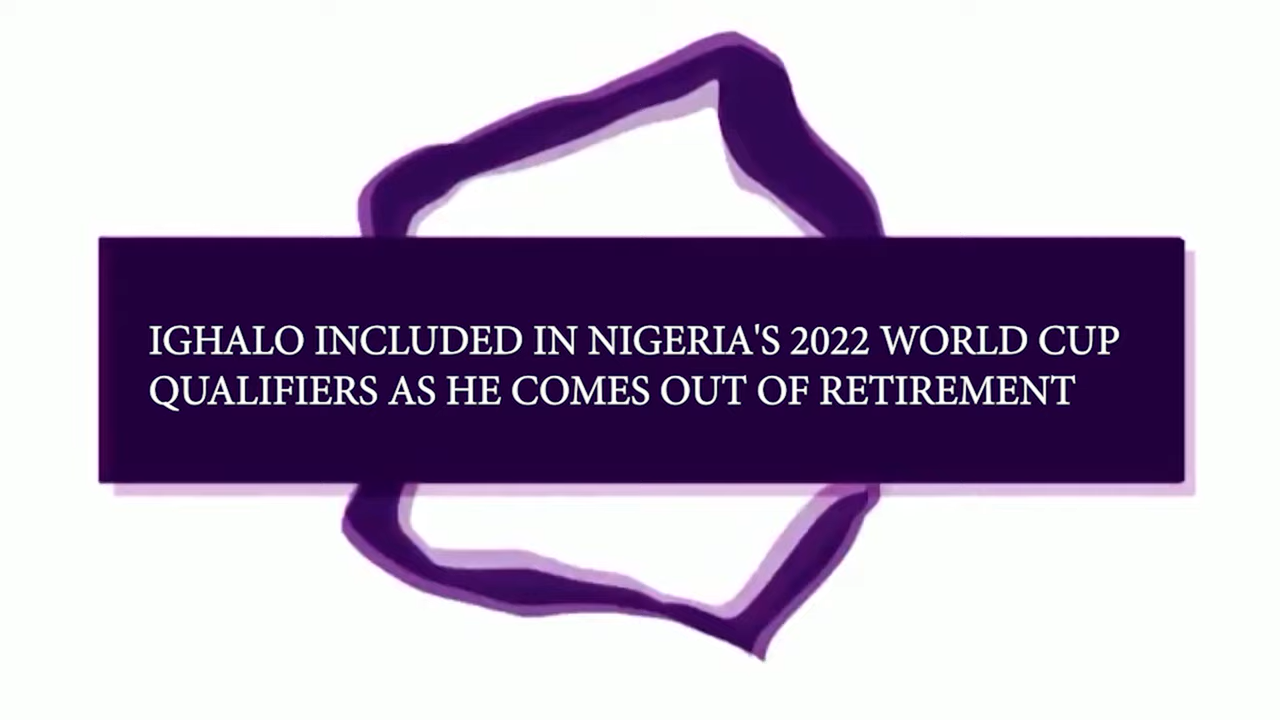 IGHALO INCLUDED IN NIGERIA'S 2022 WORLD CUP
QUALIFIERS AS HE COMES OUT OF RETIREMENT